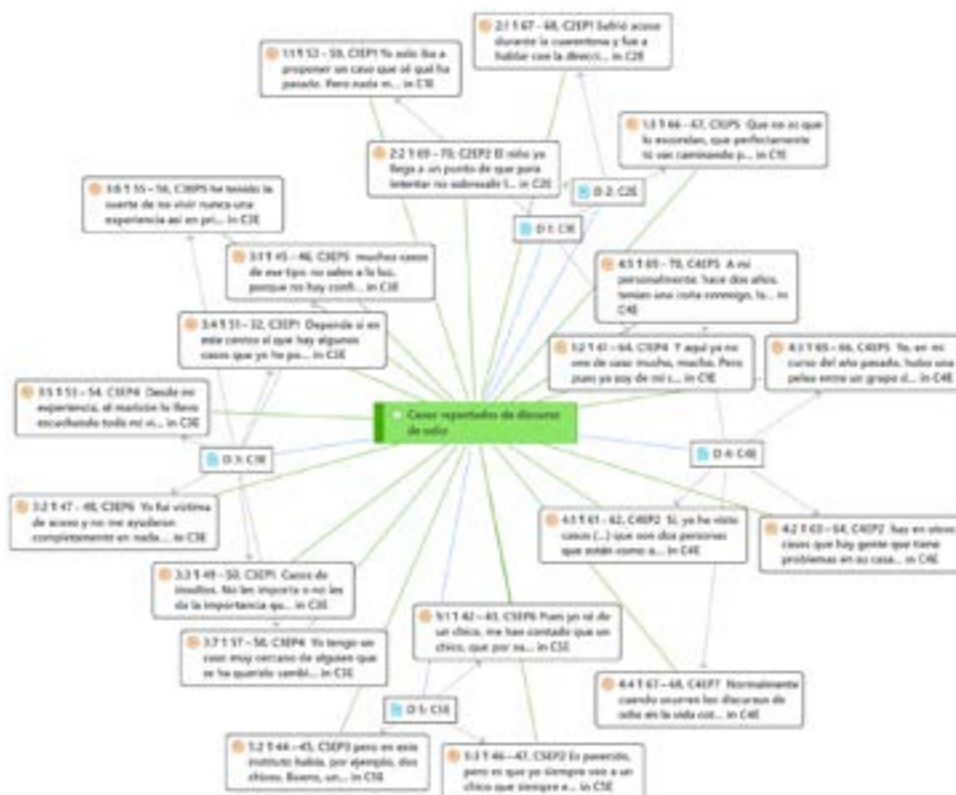 1:1 ¶ 53 – 59, C1EP1 Yo solo iba a
proponer un caso que sé qué ha
pasado. Pero nada m... in C1E
2:1 ¶ 67 – 68, C2EP1 Sufrió acoso
durante la cuarentena y fue a
hablar con la direcci... in C2E
1:3 ¶ 66 – 67, C1EP5 Que no es que
lo escondan, que perfectamente
tú vas caminando p... in C1E
2:2 ¶ 69 – 70, C2EP2 El niño ya
llega a un punto de que para
intentar no sobresalir l... in C2E
D 2: C2E
D 1: C1E
3:6 ¶ 55 – 56, C3EP5 he tenido la
suerte de no vivir nunca una
experiencia así en pri... in C3E
3:1 ¶ 45 – 46, C3EP5 muchos casos
de ese tipo no salen a la luz,
porque no hay confi... in C3E
4:5 ¶ 69 – 70, C4EP5 A mí
personalmente, hace dos años,
tenían una coña conmigo, la... in
C4E
3:4 ¶ 51 – 52, C3EP1 Depende si en
este centro sí que hay algunos
casos que yo he pa... in C3E
1:2 ¶ 61 – 64, C1EP4 Y aquí ya no
veo de caso mucho, mucho. Pero
pues ya soy de mi c... in C1E
4:3 ¶ 65 – 66, C4EP5 Yo, en mi
curso del año pasado, hubo una
pelea entre un grupo d... in C4E
3:5 ¶ 53 – 54, C3EP4 Desde mi
experiencia, el maricón lo llevo
escuchando toda mi vi... in C3E
Casos reportados de discurso
de odio
D 3: C3E
D 4: C4E
3:2 ¶ 47 – 48, C3EP6 Yo fui víctima
de acoso y no me ayudaron
completamente en nada.... in C3E
4:1 ¶ 61 – 62, C4EP2 Sí, yo he visto
casos (...) que son dos personas
que están como a... in C4E
4:2 ¶ 63 – 64, C4EP2 hay en otros
casos que hay gente que tiene
problemas en su casa... in C4E
3:3 ¶ 49 – 50, C3EP1 Casos de
insultos. No les importa o no les
da la importancia qu... in C3E
5:1 ¶ 42 – 43, C5EP6 Pues yo sé de
un chico, me han contado que un
chico, que por su... in C5E
3:7 ¶ 57 – 58, C3EP4 Yo tengo un
caso muy cercano de alguien que
se ha querido cambi... in C3E
4:4 ¶ 67 – 68, C4EP7 Normalmente
cuando ocurren los discursos de
odio en la vida cot... in C4E
D 5: C5E
5:2 ¶ 44 – 45, C5EP3 pero en este
instituto había, por ejemplo, dos
chicos. Bueno, un... in C5E
5:3 ¶ 46 – 47, C5EP2 Es parecido,
pero es que yo siempre veo a un
chico que siempre e... in C5E